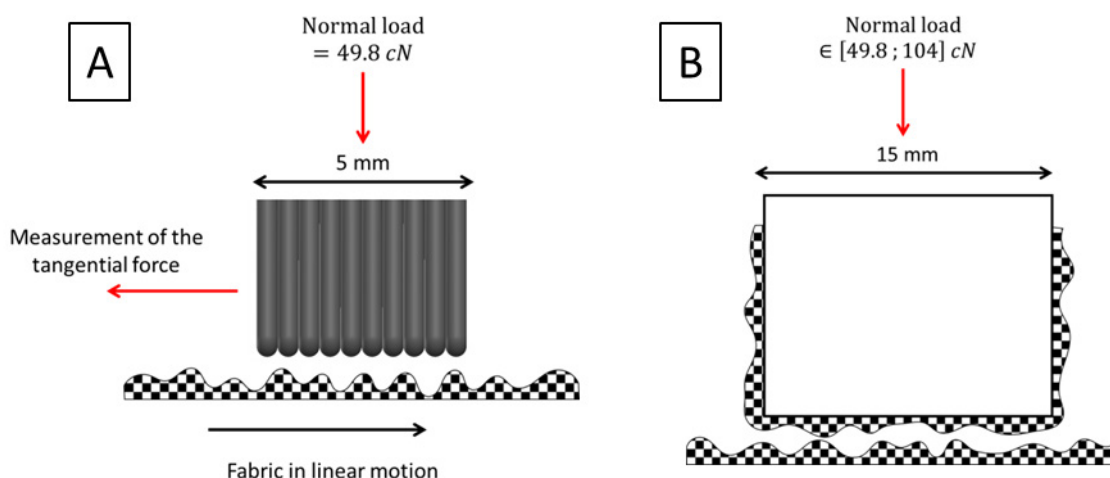 A
Normal load
= 49.8 cN
5 mm
Measurement of the
tangential force
Fabric in linear motion
B
Normal load
∈ [49.8 ; 104] cN
15 mm